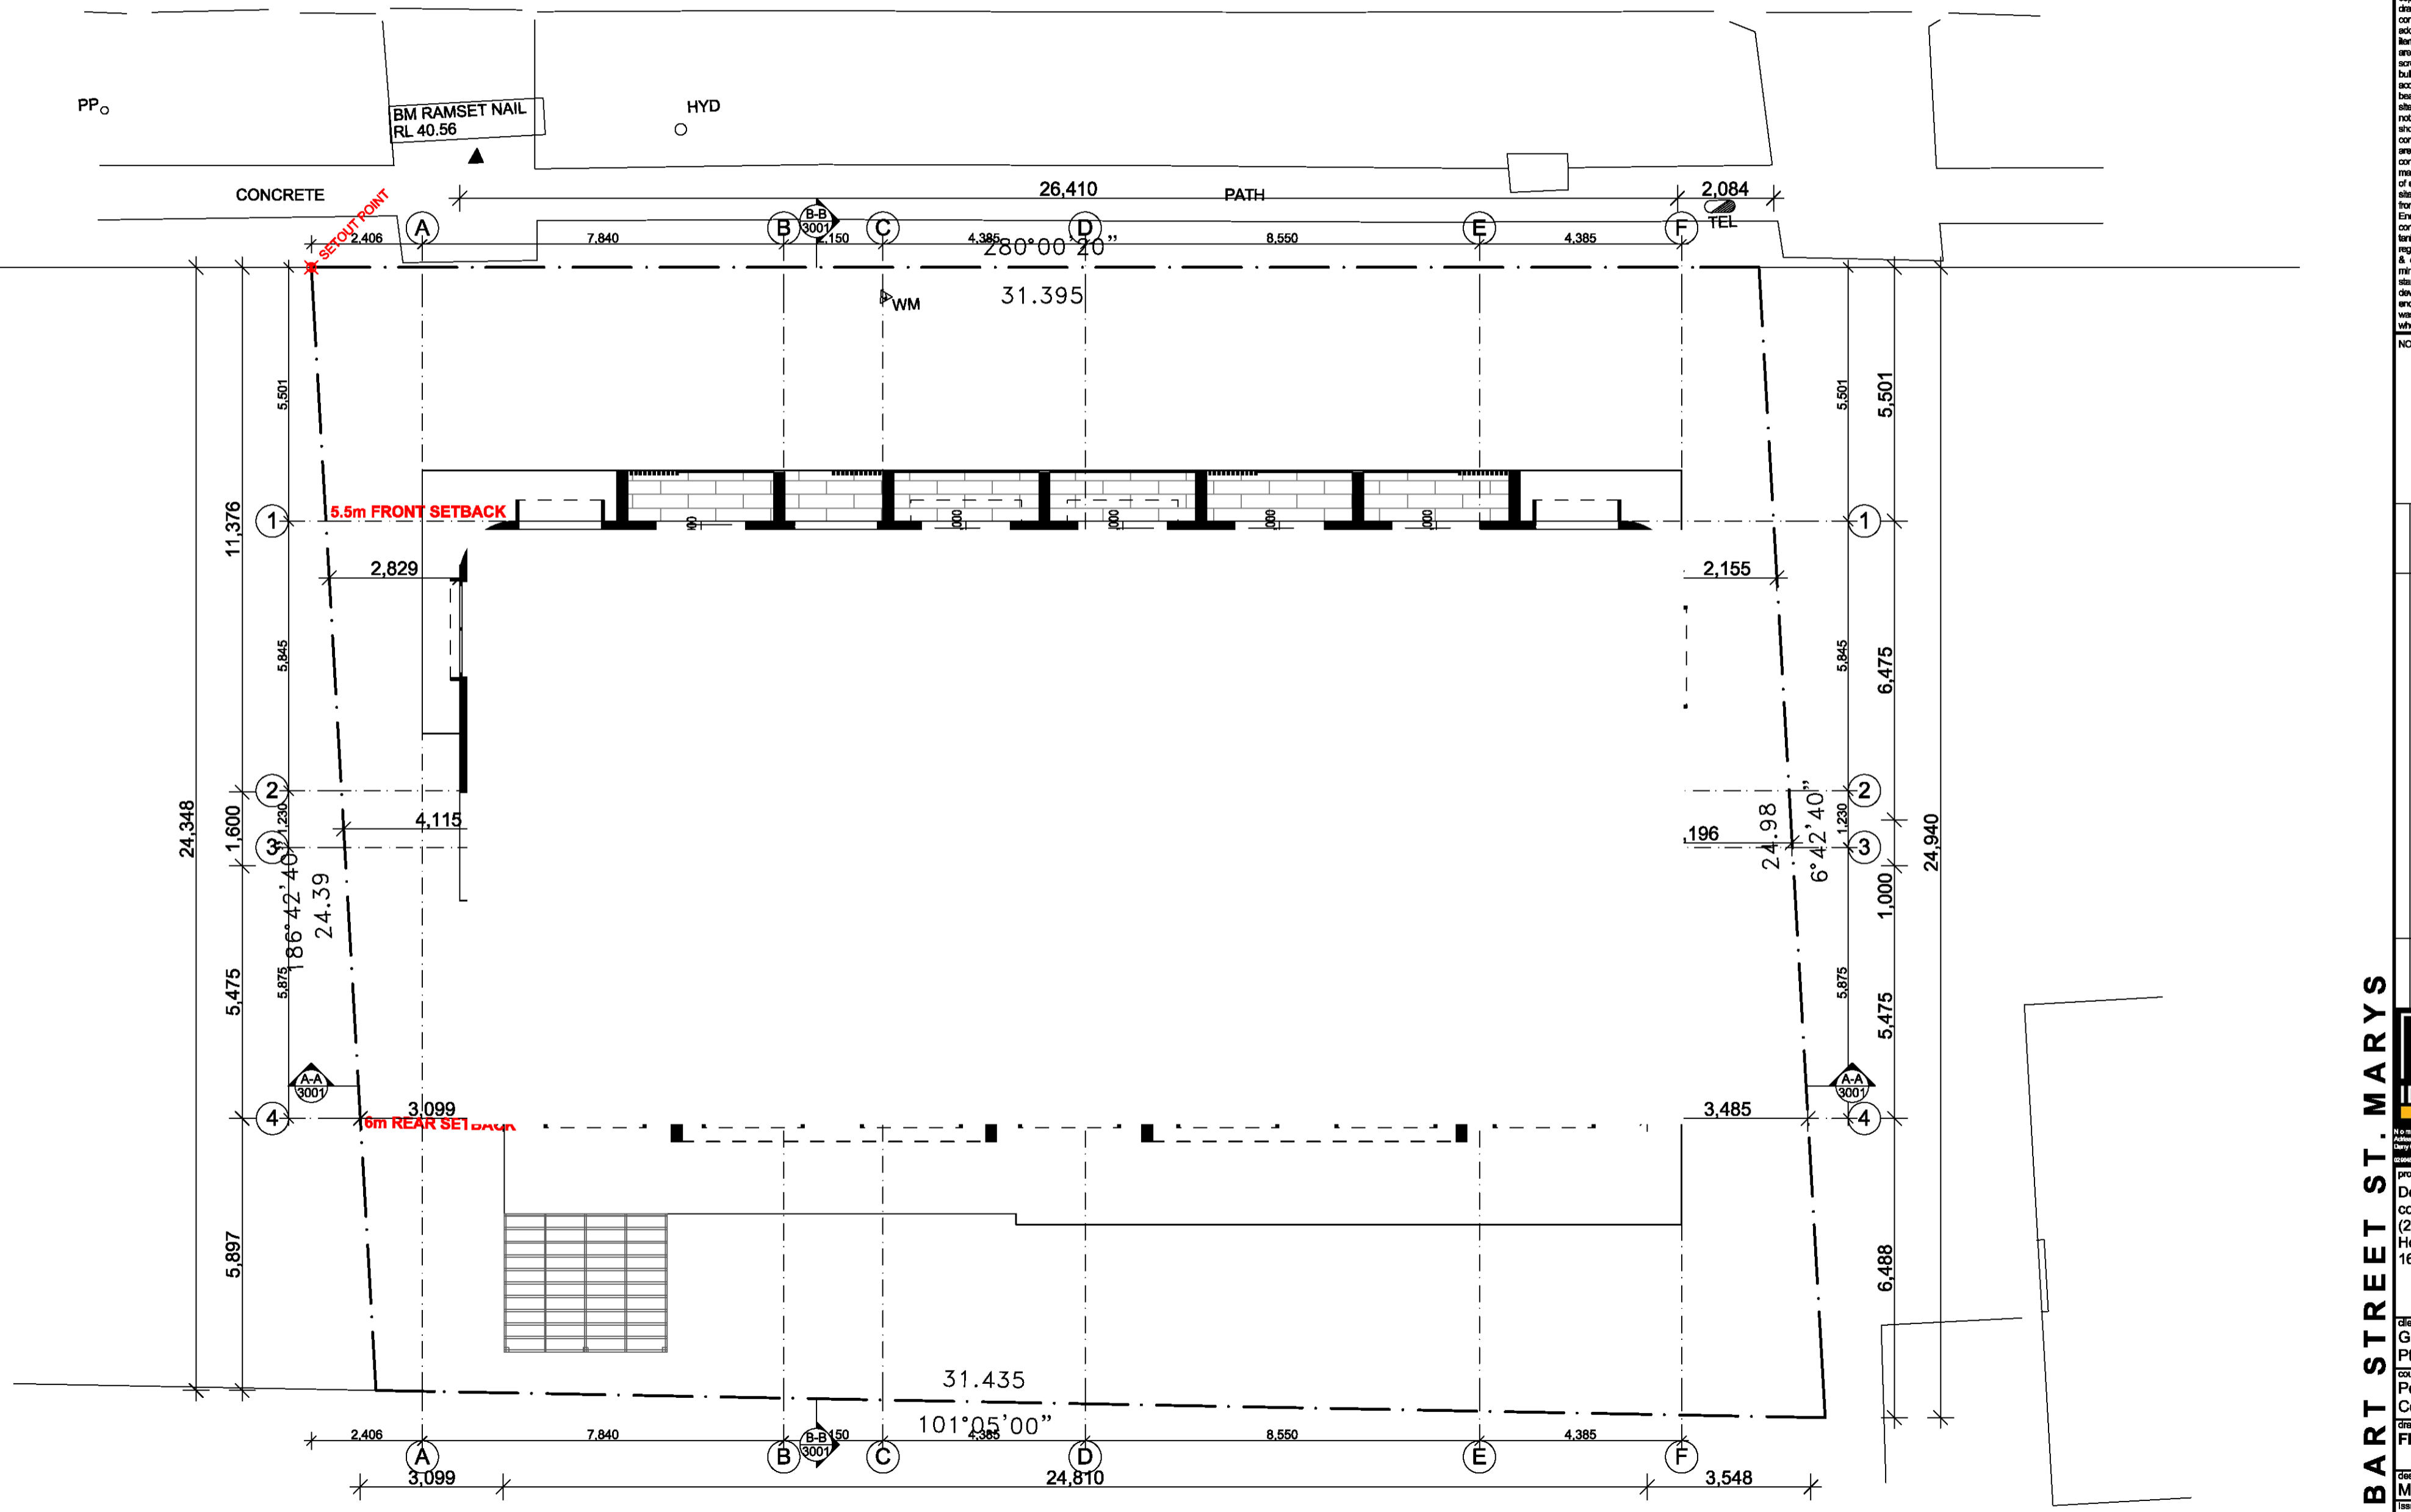 PP
BM RAMSET NAIL
RL 40.56
HYD
CONCRETE
SETOUT POINT
26,410
PATH
2,084
TEL
A
B
B-B
3001
C
D
E
F
2,406
7,840
4,385
8,550
4,385
280°00'20"
31.395
WM
5,501
5,501
5,501
11,376
1
5.5m FRONT SETBACK
1
2,829
2,155
5,845
5,845
6,475
2
2
24,348
1,600
1,230
4,115
3
,196
24.98
6°42'40"
1,230
3
24,940
186°42'40"
24.39
1,000
5,475
5,875
5,875
5,475
A-A
3001
A-A
3001
4
3,099
6m REAR SETBACK
3,485
4
5,897
6,488
31.435
101°05'00"
2,406
7,840
B-B
3001
150
4,385
8,550
4,385
A
B
C
D
E
F
3,099
24,810
3,548
BART STREET ST. MARYS